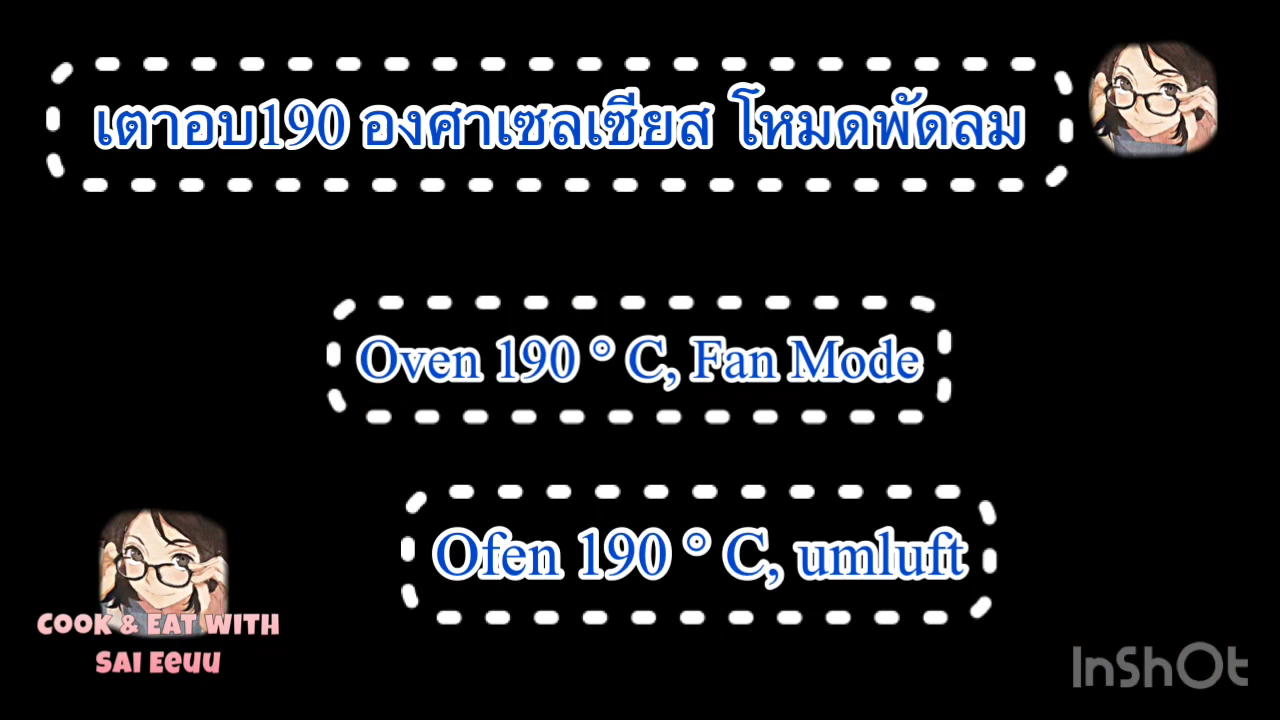 เตาอบ190 องศาเซลเซียส โหมดพัดลม
Oven 190 ° C, Fan Mode
Ofen 190 ° C, umluft
COOK & EAT WITH
SAI EeUU
InShOt